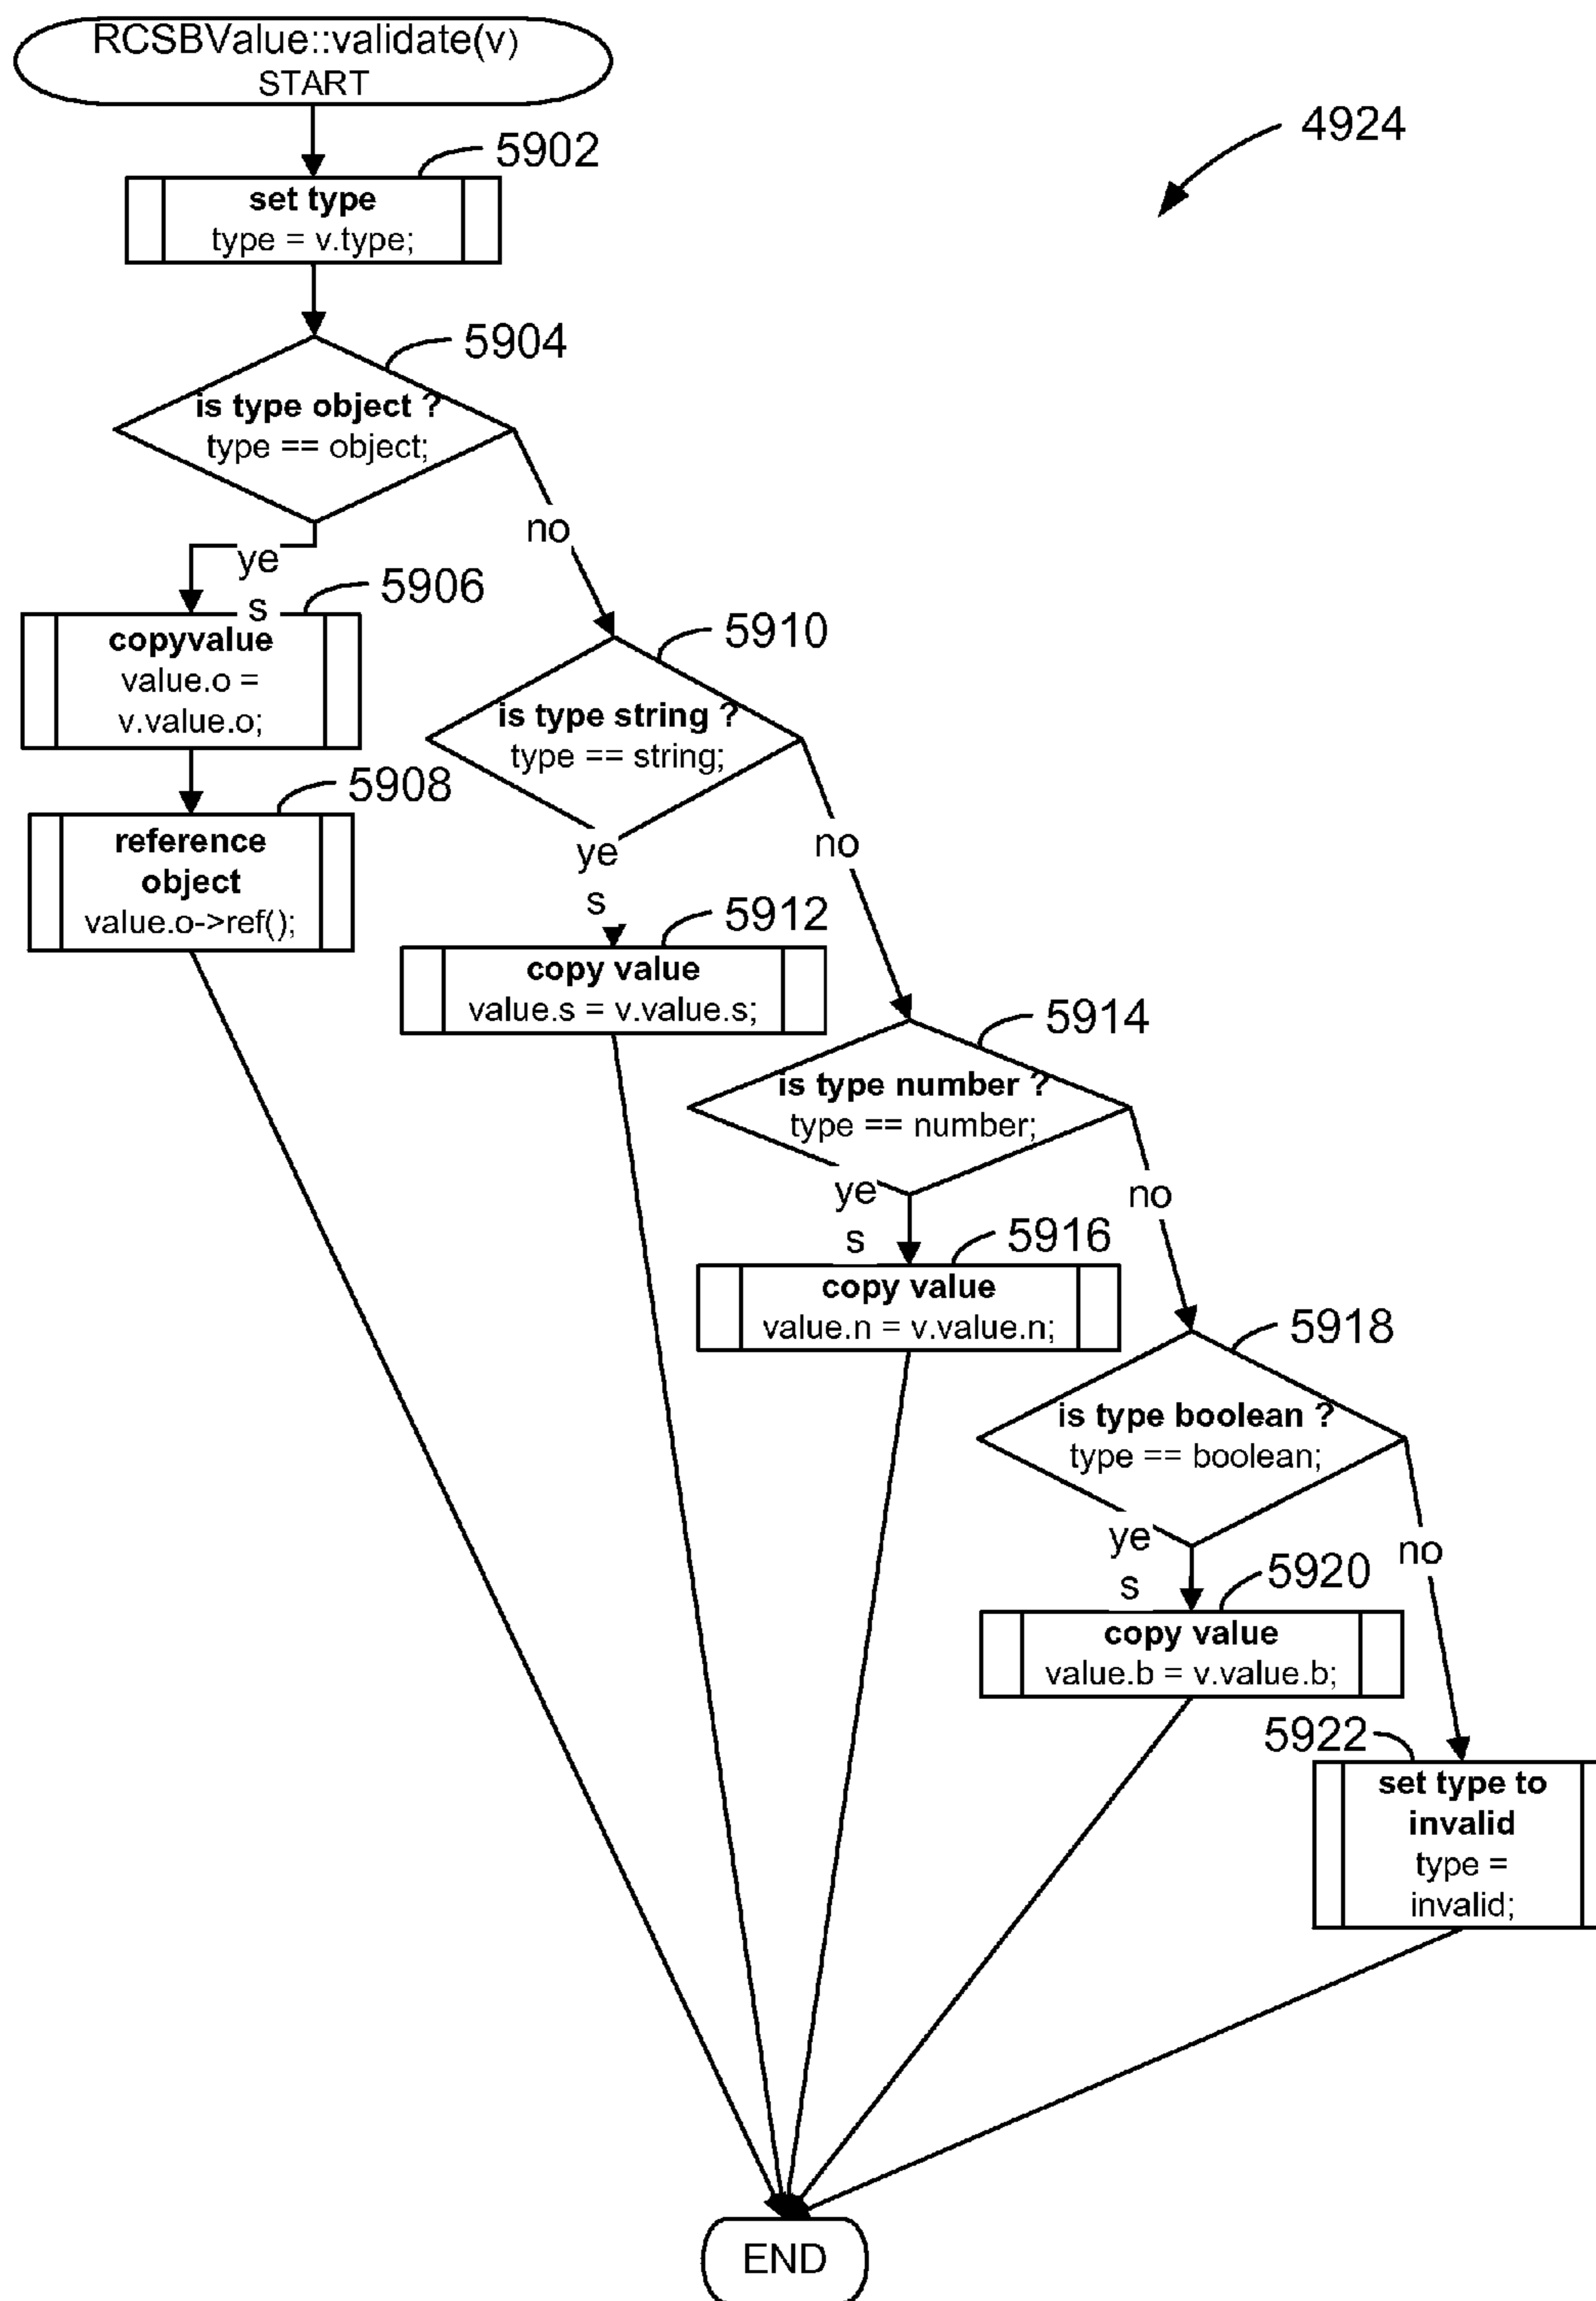 RCSBValue::validate(v)
START
4924
5902
set type
type = v.type;
5904
is type object ?
type == object;
no
ye
s
5906
copyvalue
value.o =
v.value.o;
5908
reference
object
value.o->ref();
5910
is type string ?
type == string;
no
ye
s
5912
copy value
value.s = v.value.s;
5914
is type number ?
type == number;
no
ye
s
5916
copy value
value.n = v.value.n;
5918
is type boolean ?
type == boolean;
no
ye
s
5920
copy value
value.b = v.value.b;
5922
set type to
invalid
type =
invalid;
END